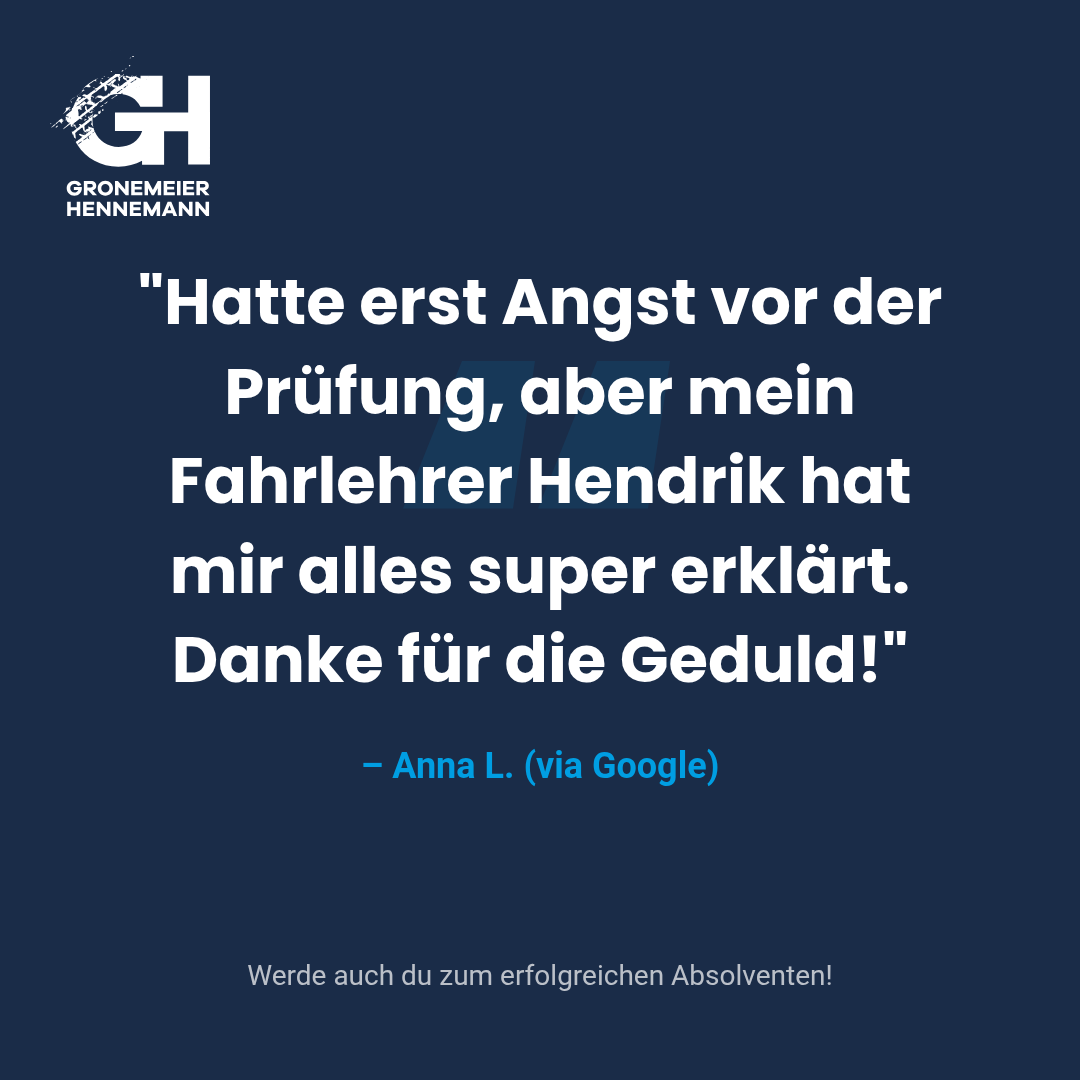 GH
GRONEMEIER
HENNEMANN
"Hatte erst Angst vor der
Prüfung, aber mein
Fahrlehrer Hendrik hat
mir alles super erklärt.
Danke für die Geduld!"
– Anna L. (via Google)
Werde auch du zum erfolgreichen Absolventen!